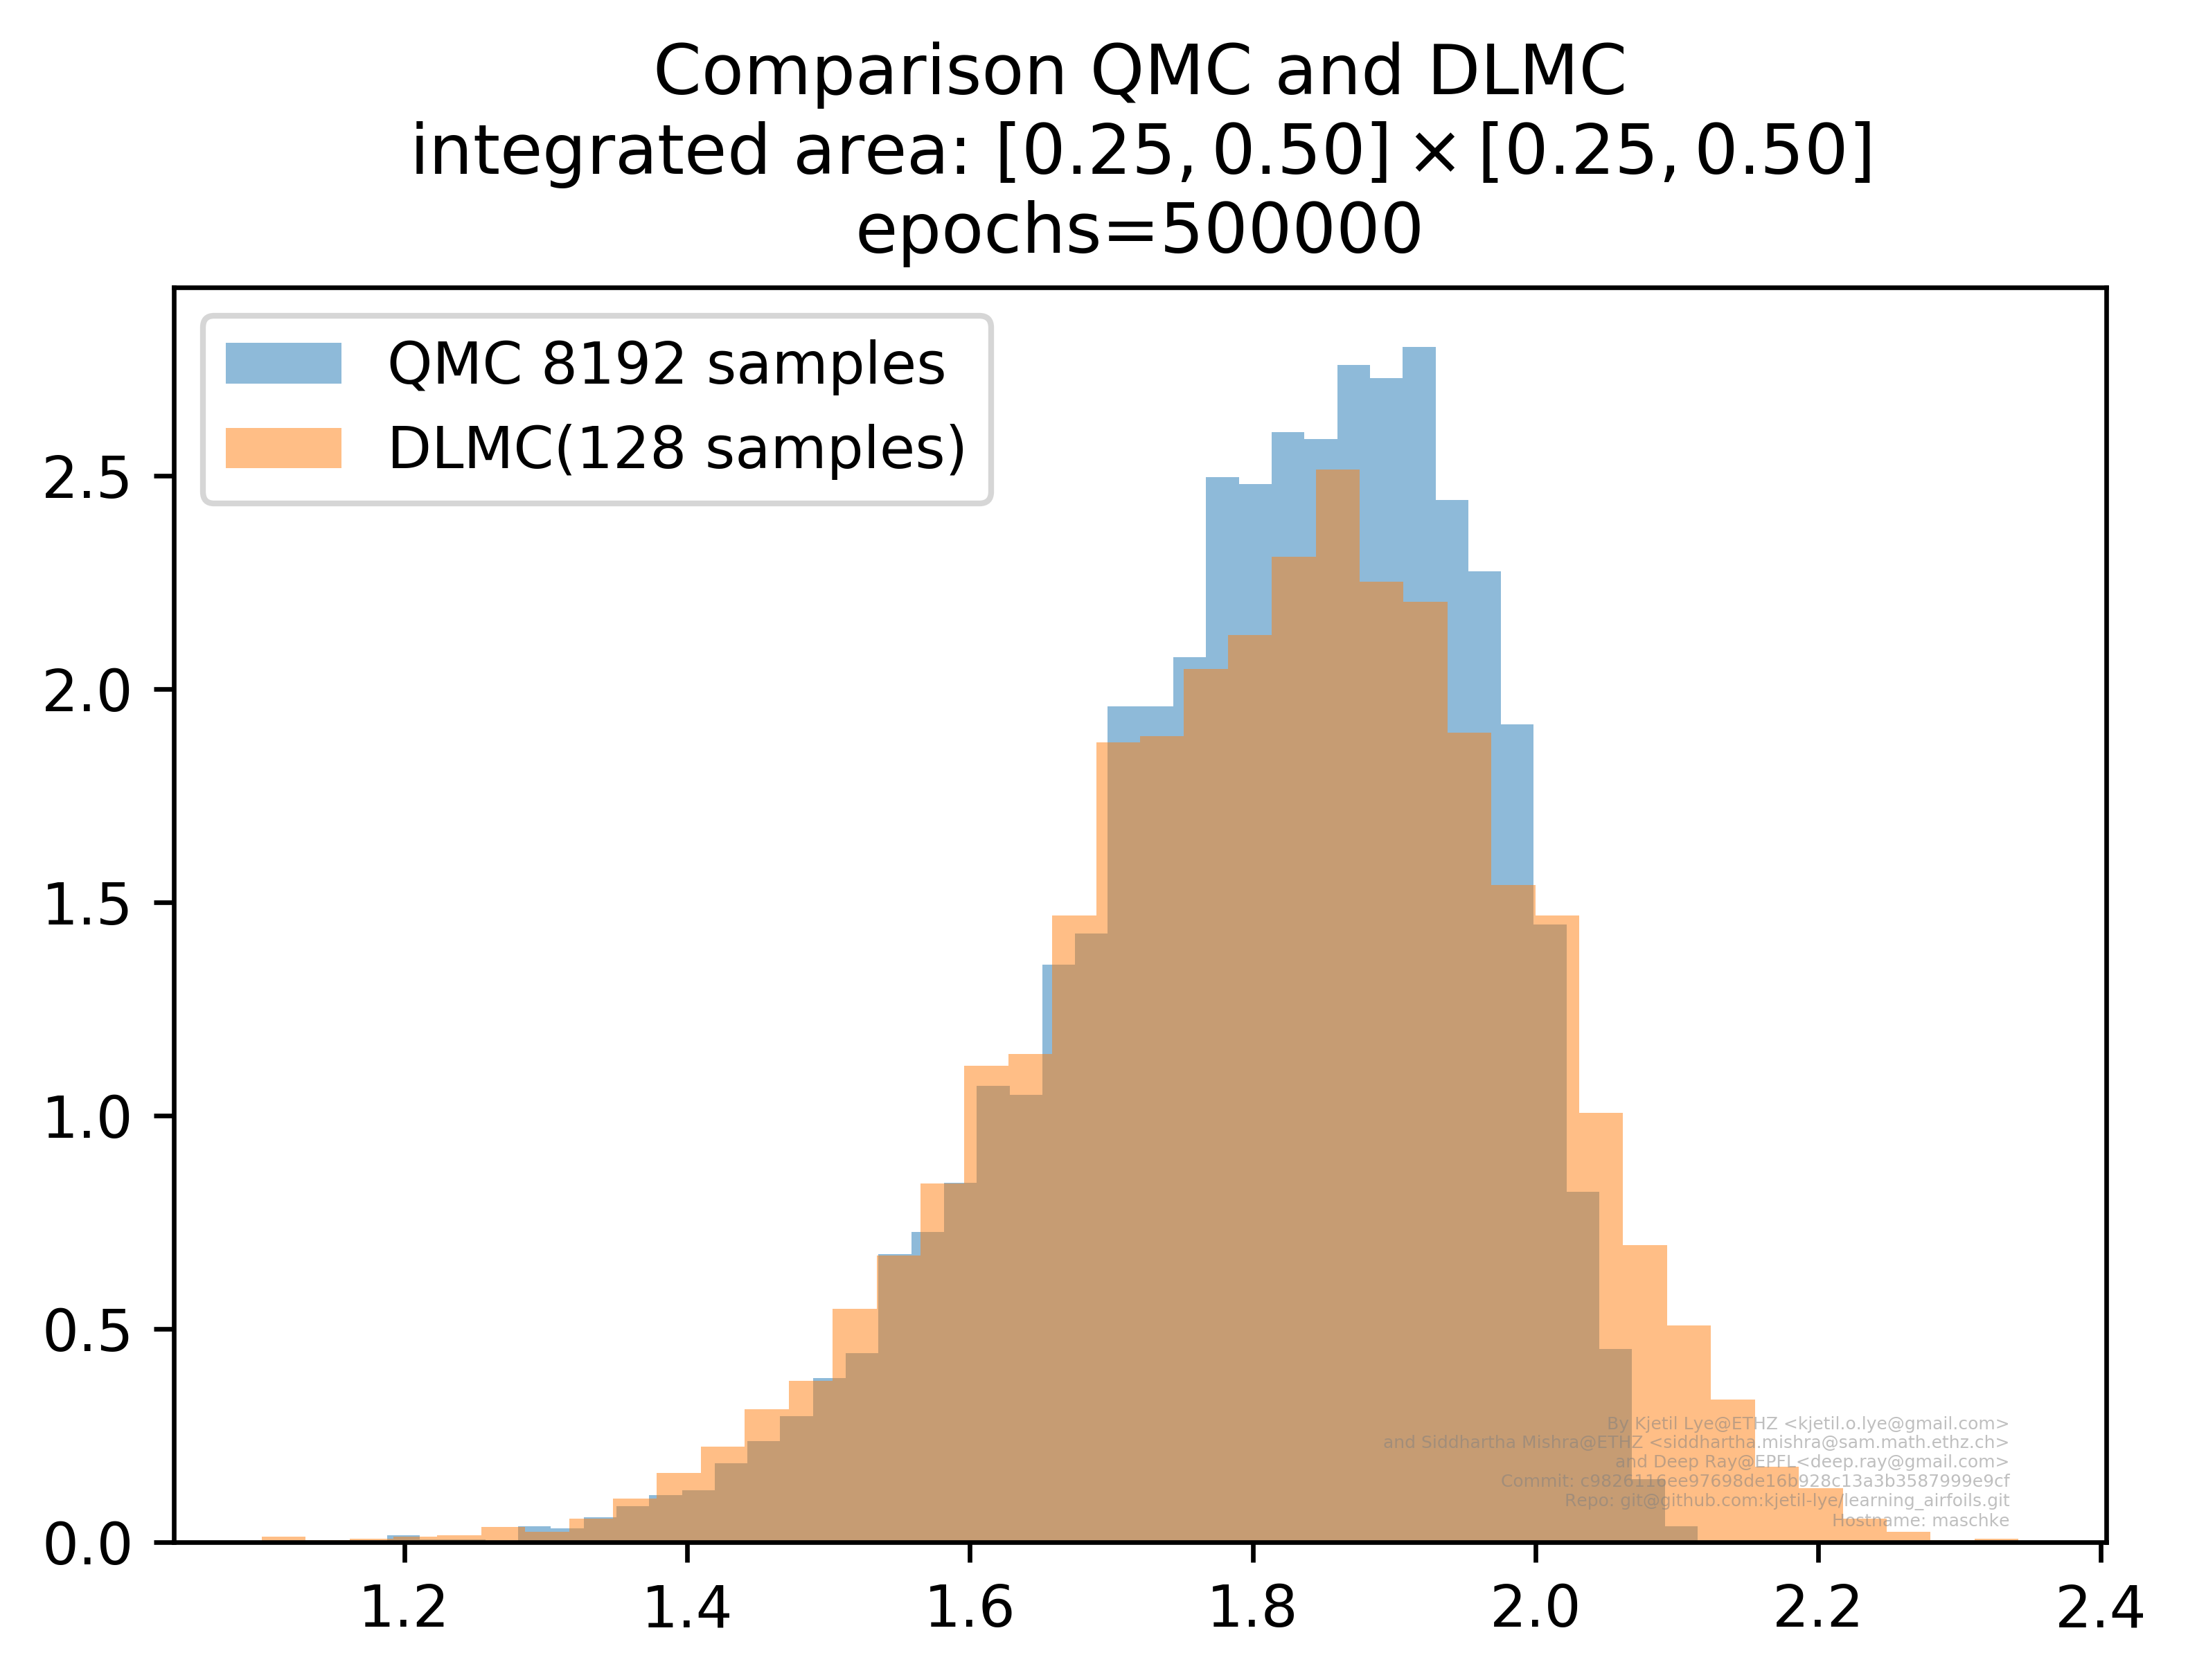 Comparison QMC and DLMC
integrated area: [0.25, 0.50] × [0.25, 0.50]
epochs=500000
QMC 8192 samples
DLMC(128 samples)
2.5
2.0
1.5
1.0
0.5
0.0
By Kjetil Lye@ETHZ <kjetil.o.lye@gmail.com>
and Siddhartha Mishra@ETHZ <siddhartha.mishra@sam.math.ethz.ch>
and Deep Ray@EPFL<deep.ray@gmail.com>
Commit: c9826116ee97698de16b928c13a3b3587999e9cf
Repo: git@github.com:kjetil-lye/learning_airfoils.git
Hostname: maschke
1.2 1.4 1.6 1.8 2.0 2.2 2.4